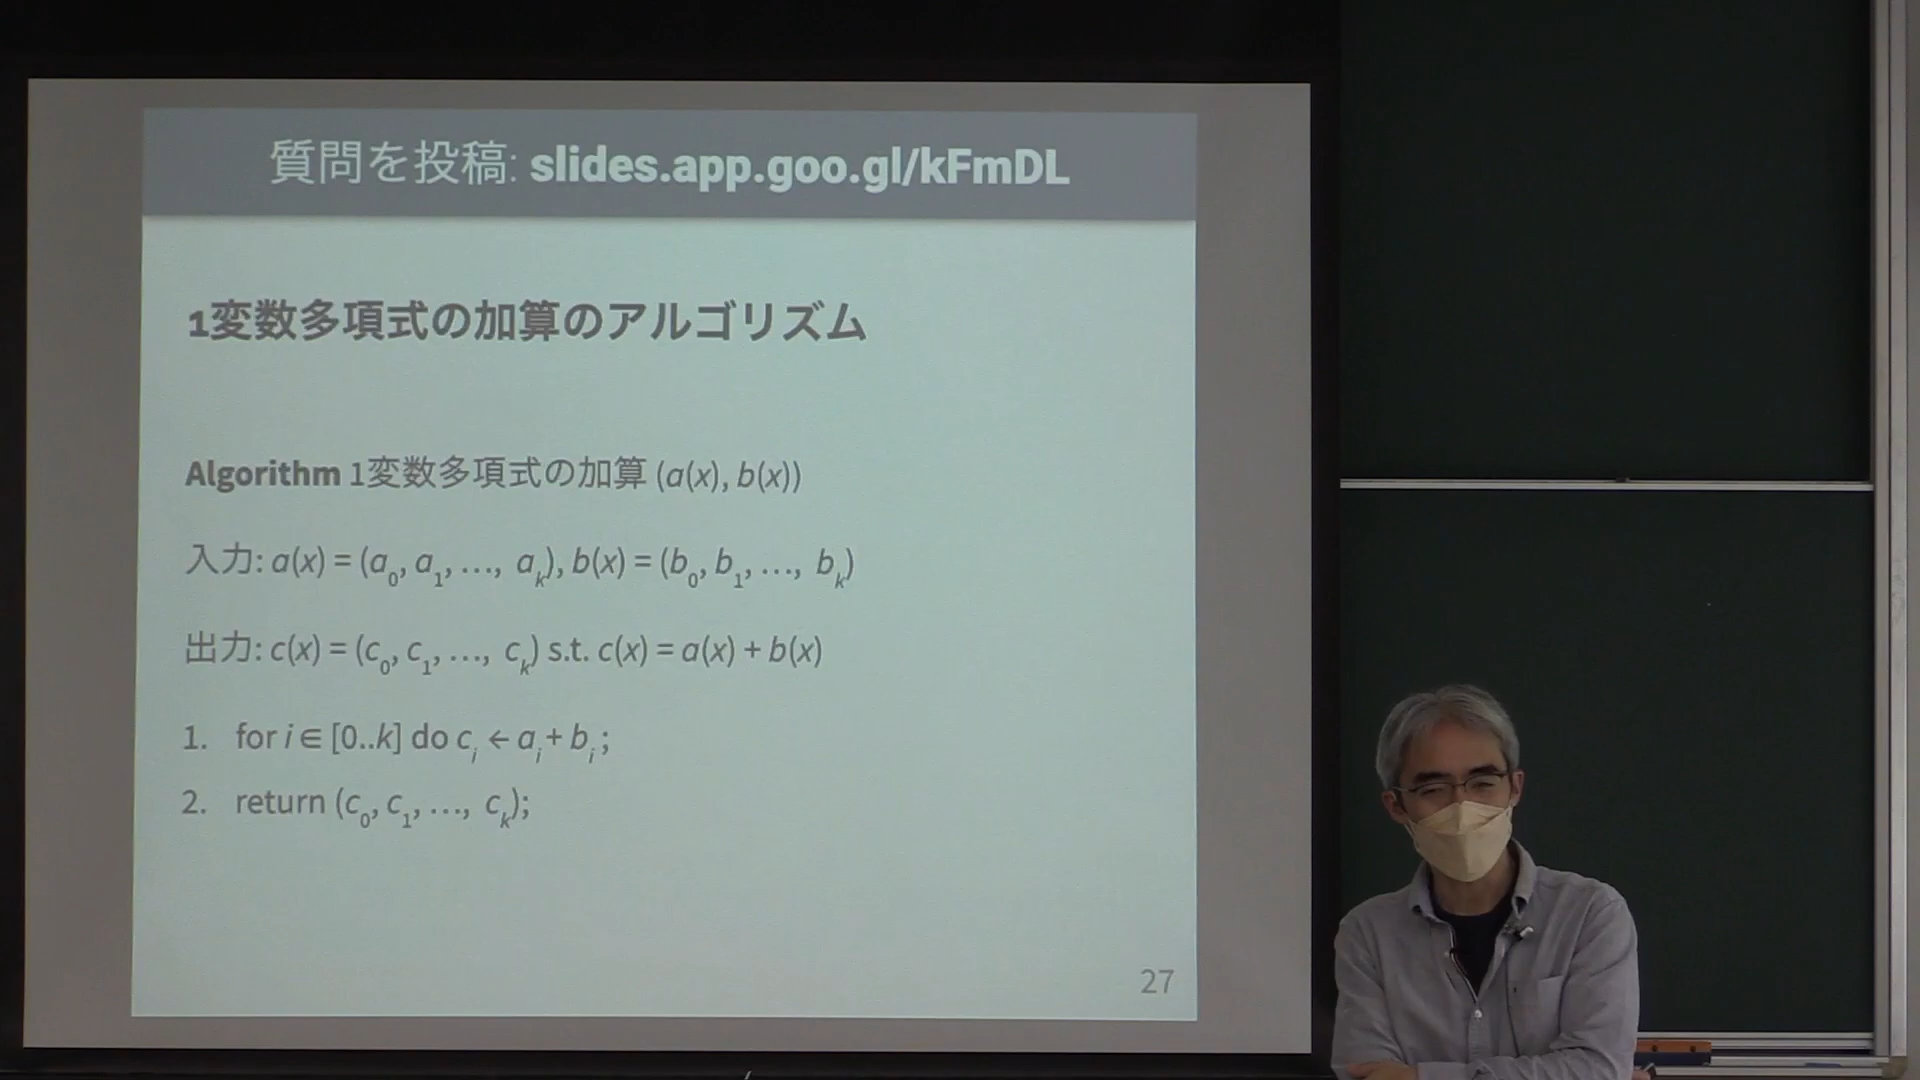 質問を投稿: slides.app.goo.gl/kFmDL
1変数多項式の加算のアルゴリズム
Algorithm 1変数多項式の加算 (a(x), b(x))
入力: a(x) = (a₀, a₁, …, aₖ), b(x) = (b₀, b₁, …, bₖ)
出力: c(x) = (c₀, c₁, …, cₖ) s.t. c(x) = a(x) + b(x)
1. for i ∈ [0..k] do cᵢ ← aᵢ + bᵢ ;
2. return (c₀, c₁, …, cₖ);
27